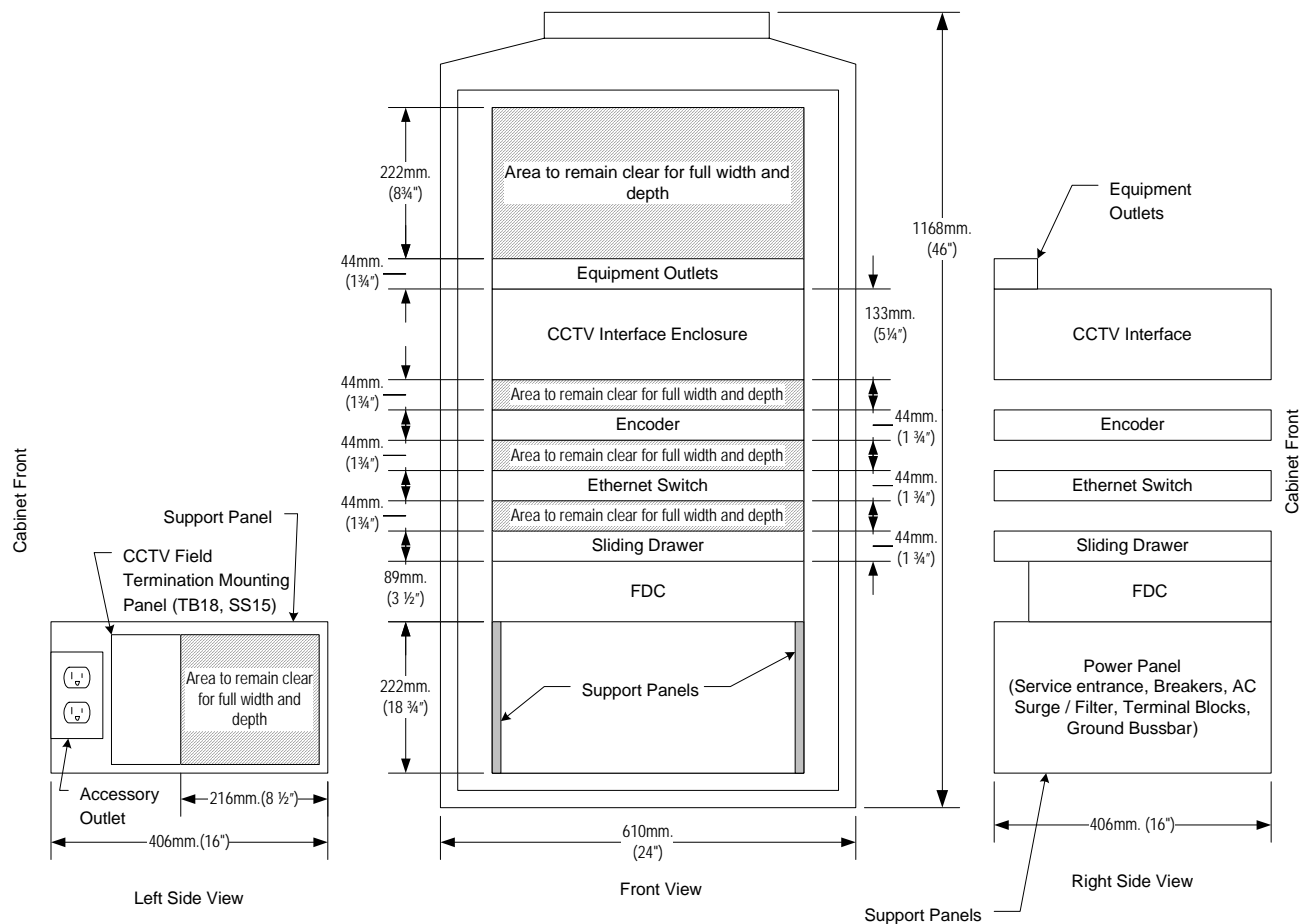 222mm.
(8¾")
Area to remain clear for full width and
depth
44mm.
(1¾")
Equipment Outlets
CCTV Interface Enclosure
44mm.
(1¾")
Area to remain clear for full width and depth
Encoder
44mm.
(1¾")
Area to remain clear for full width and depth
Ethernet Switch
44mm.
(1¾")
Area to remain clear for full width and depth
Sliding Drawer
89mm.
(3 ½")
FDC
222mm.
(18 ¾")
Support Panels
610mm.
(24")
Front View
1168mm.
(46")
133mm.
(5¼")
44mm.
(1 ¾")
44mm.
(1 ¾")
44mm.
(1 ¾")
Cabinet Front
Support Panel
CCTV Field
Termination Mounting
Panel (TB18, SS15)
Area to remain clear
for full width and
depth
Accessory
Outlet
216mm.(8 ½")
406mm.(16")
Left Side View
Equipment
Outlets
CCTV Interface
Encoder
Ethernet Switch
Sliding Drawer
FDC
Power Panel
(Service entrance, Breakers, AC
Surge / Filter, Terminal Blocks,
Ground Bussbar)
406mm. (16")
Right Side View
Support Panels
Cabinet Front